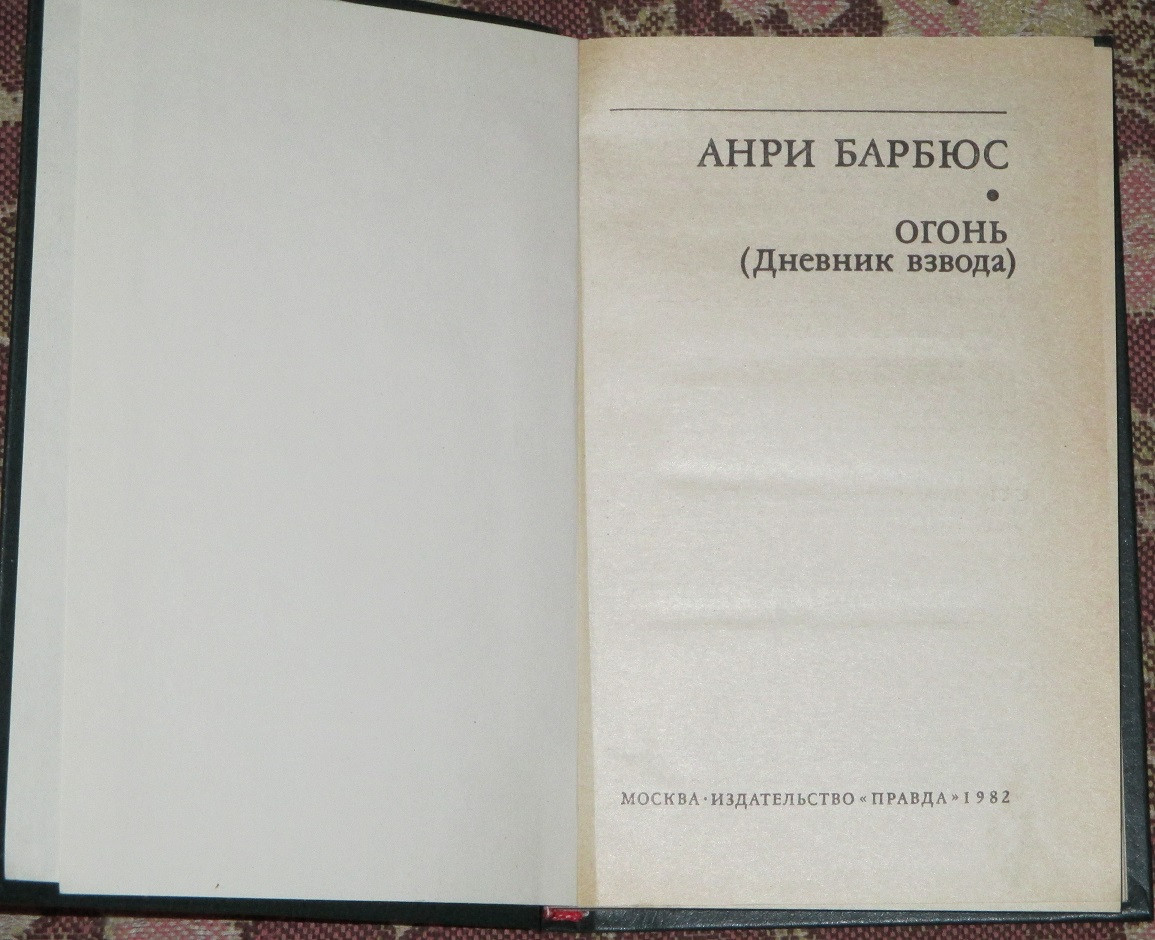 АНРИ БАРБЮС
•
ОГОНЬ
(Дневник взвода)
МОСКВА·ИЗДАТЕЛЬСТВО «ПРАВДА» 1982